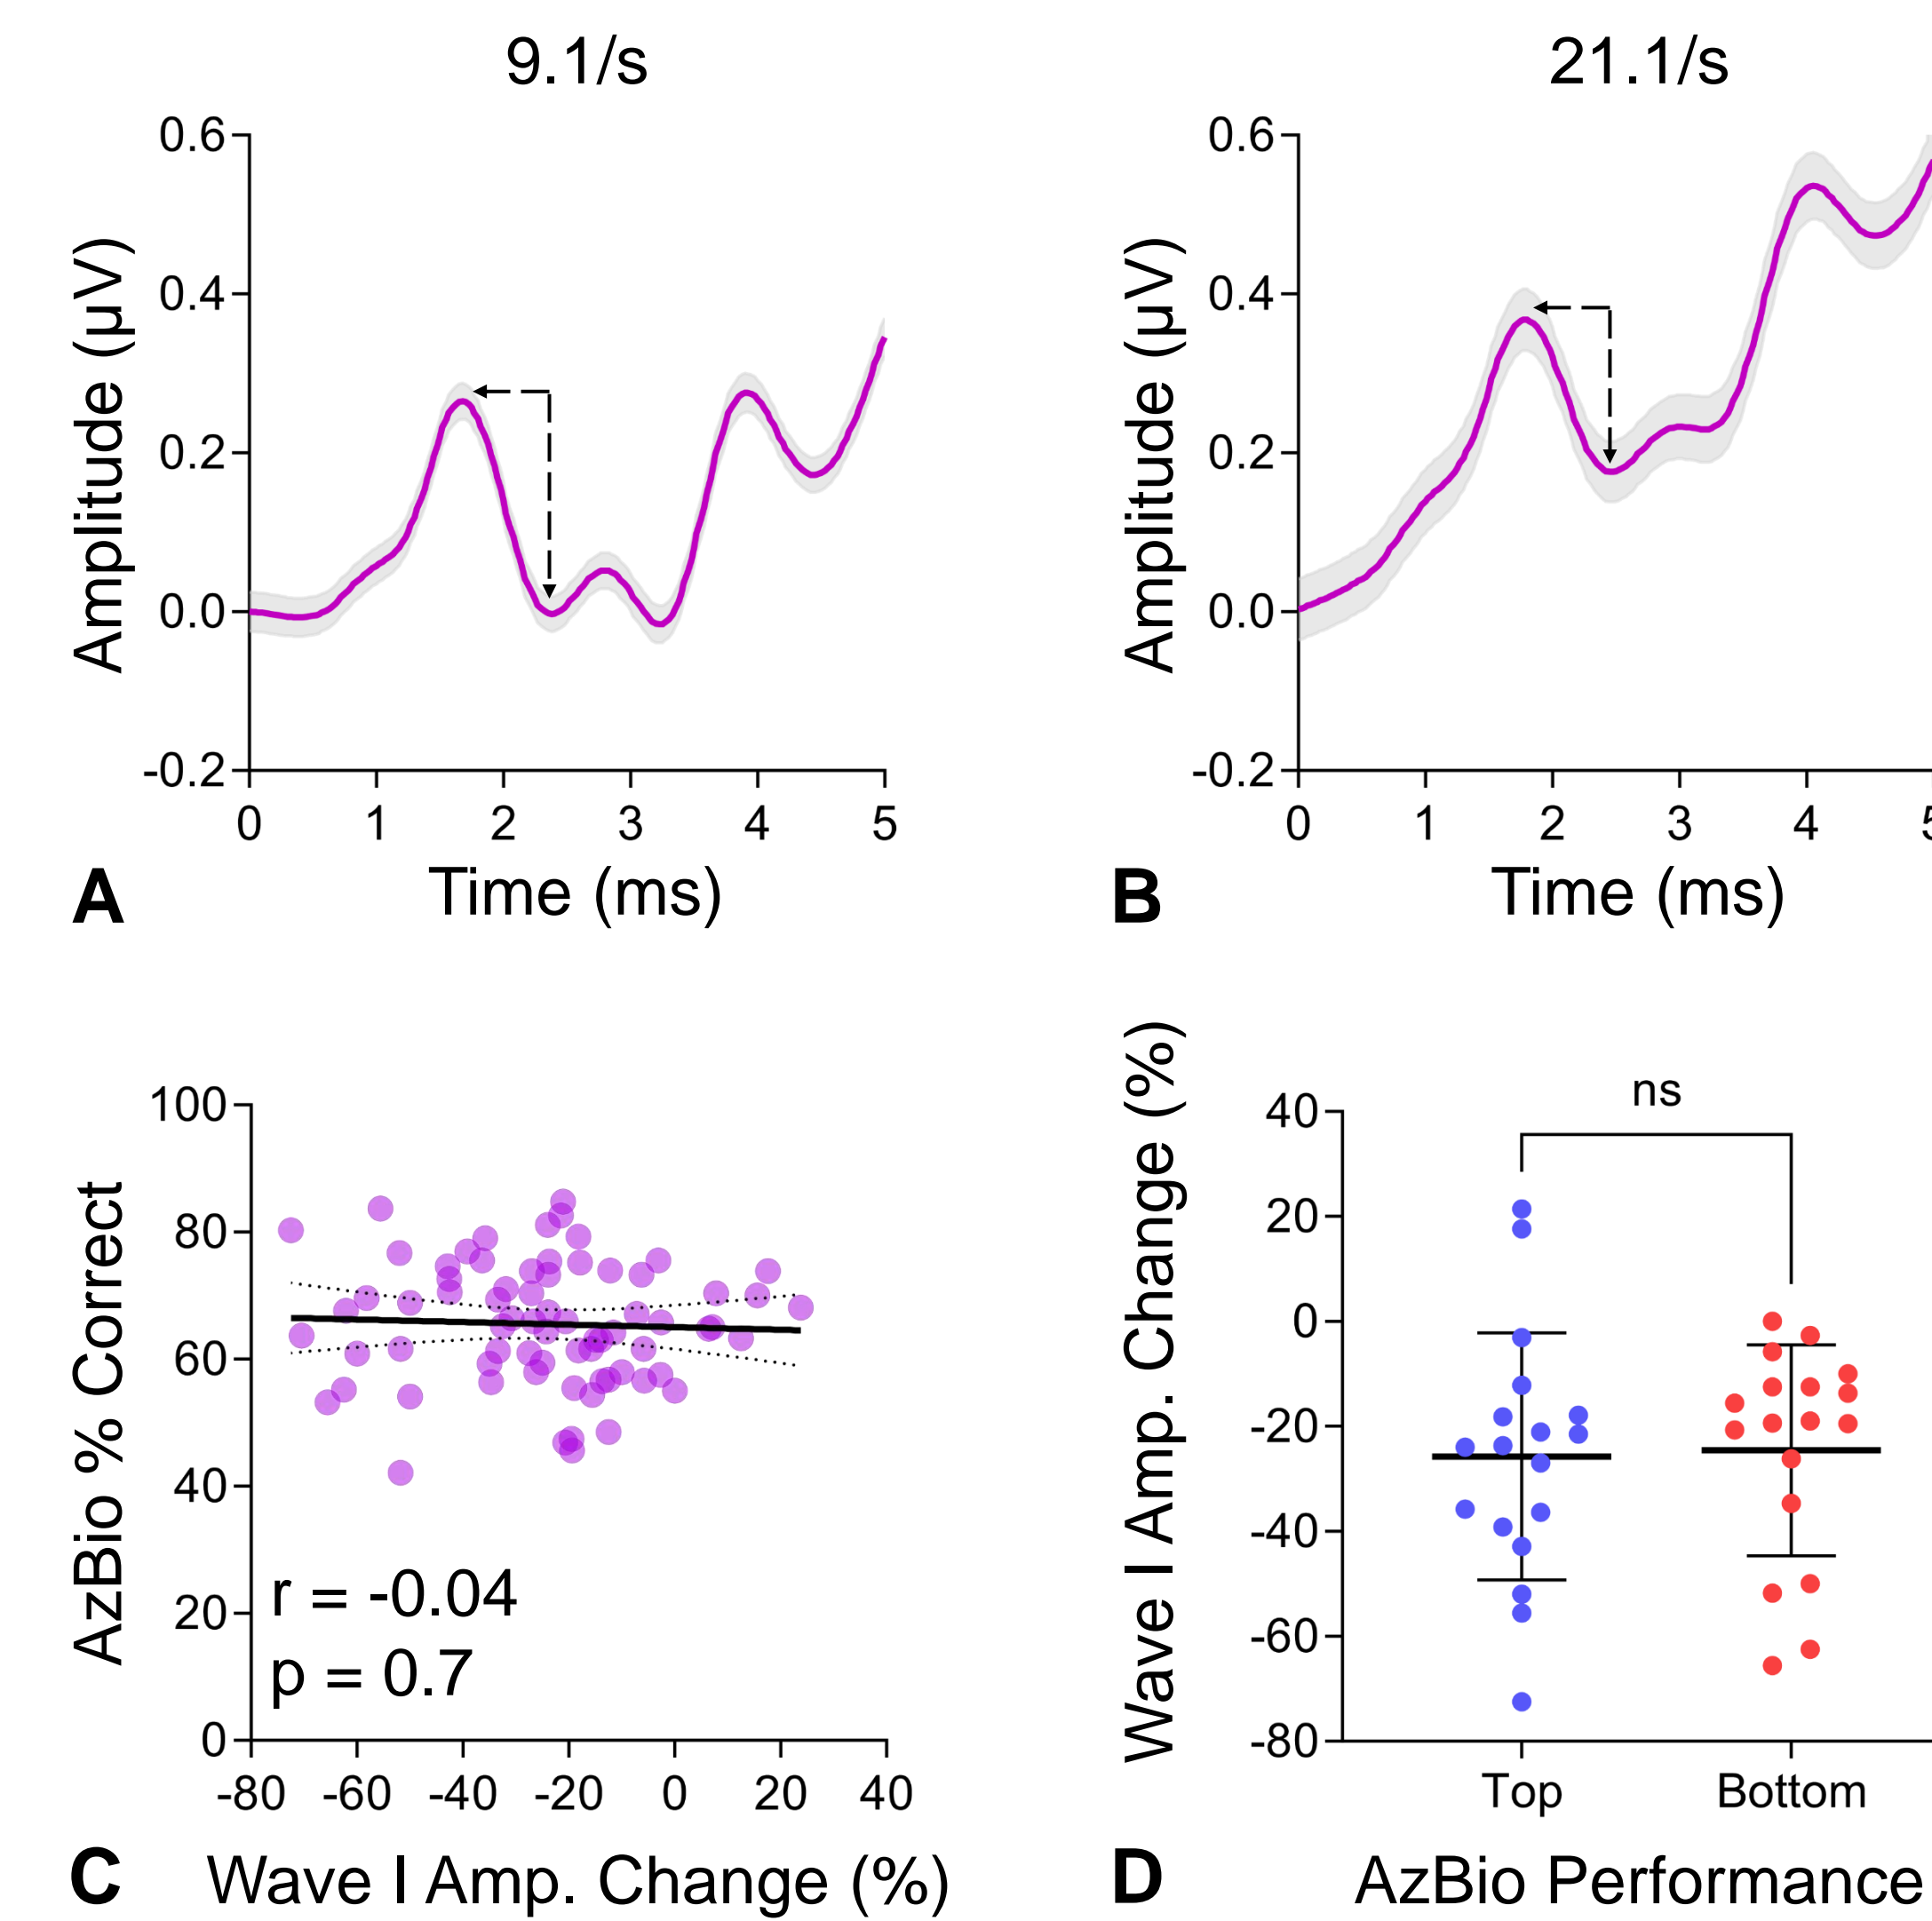 9.1/s
21.1/s
Amplitude (µV)
0.6
0.4
0.2
0.0
-0.2
0 1 2 3 4 5
Time (ms)
A
Amplitude (µV)
0.6
0.4
0.2
0.0
-0.2
0 1 2 3 4
Time (ms)
B
AzBio % Correct
100
80
60
40
20
0
r = -0.04
p = 0.7
-80 -60 -40 -20 0 20 40
Wave I Amp. Change (%)
C
Wave I Amp. Change (%)
40
20
0
-20
-40
-60
-80
ns
Top Bottom
AzBio Performance
D